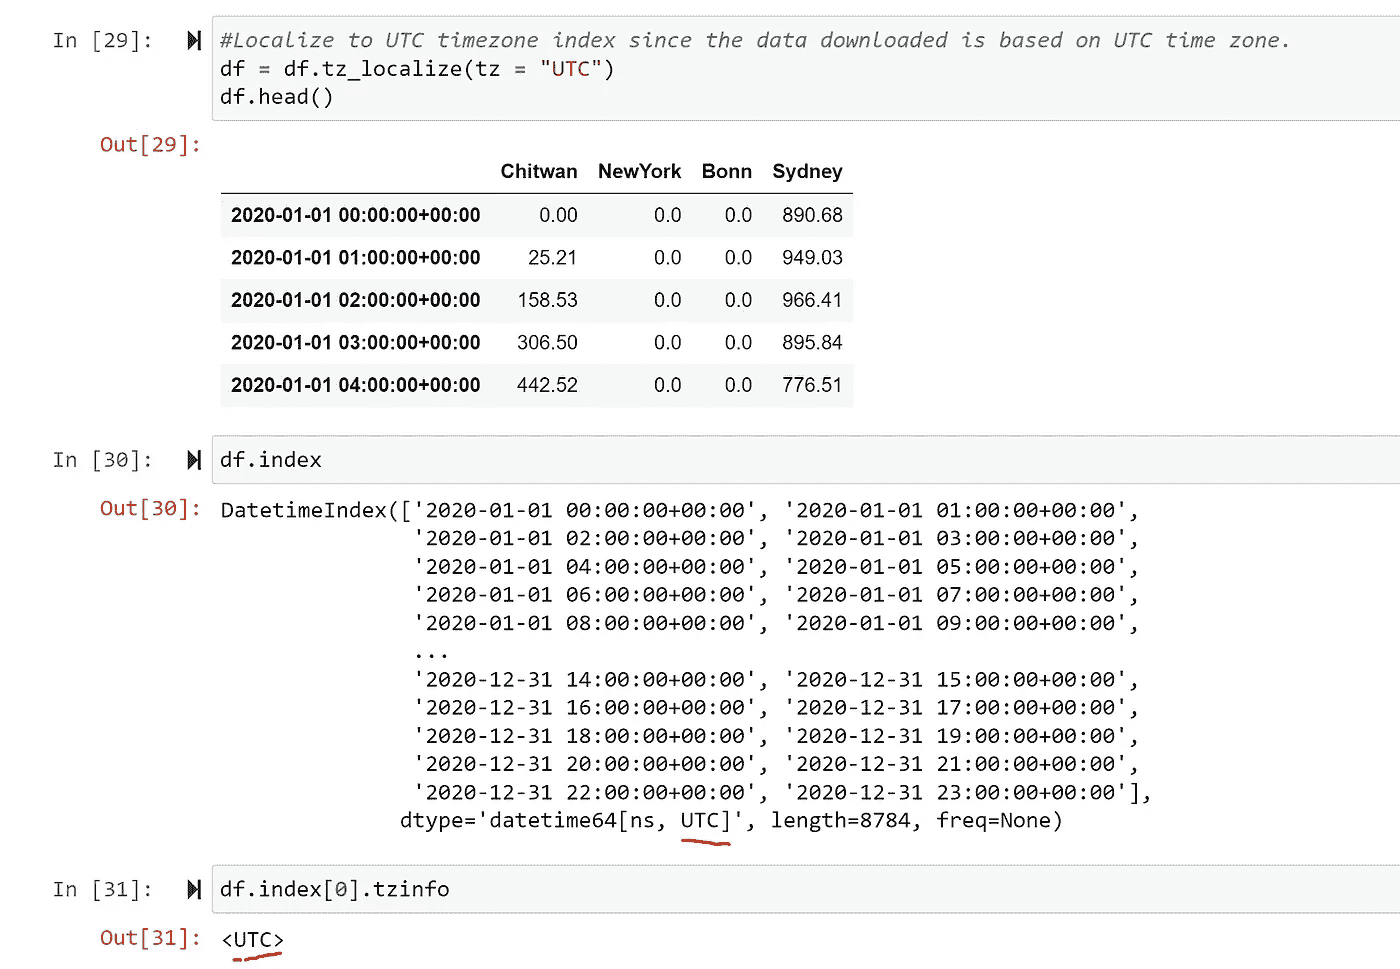 In [29]: #Localize to UTC timezone index since the data downloaded is based on UTC time zone.
df = df.tz_localize(tz = "UTC")
df.head()
Out[29]:
Chitwan NewYork Bonn Sydney
2020-01-01 00:00:00+00:00 0.00 0.0 0.0 890.68
2020-01-01 01:00:00+00:00 25.21 0.0 0.0 949.03
2020-01-01 02:00:00+00:00 158.53 0.0 0.0 966.41
2020-01-01 03:00:00+00:00 306.50 0.0 0.0 895.84
2020-01-01 04:00:00+00:00 442.52 0.0 0.0 776.51
In [30]: df.index
Out[30]: DatetimeIndex(['2020-01-01 00:00:00+00:00', '2020-01-01 01:00:00+00:00',
'2020-01-01 02:00:00+00:00', '2020-01-01 03:00:00+00:00',
'2020-01-01 04:00:00+00:00', '2020-01-01 05:00:00+00:00',
'2020-01-01 06:00:00+00:00', '2020-01-01 07:00:00+00:00',
'2020-01-01 08:00:00+00:00', '2020-01-01 09:00:00+00:00',
...
'2020-12-31 14:00:00+00:00', '2020-12-31 15:00:00+00:00',
'2020-12-31 16:00:00+00:00', '2020-12-31 17:00:00+00:00',
'2020-12-31 18:00:00+00:00', '2020-12-31 19:00:00+00:00',
'2020-12-31 20:00:00+00:00', '2020-12-31 21:00:00+00:00',
'2020-12-31 22:00:00+00:00', '2020-12-31 23:00:00+00:00'],
dtype='datetime64[ns, UTC]', length=8784, freq=None)
In [31]: df.index[0].tzinfo
Out[31]: <UTC>